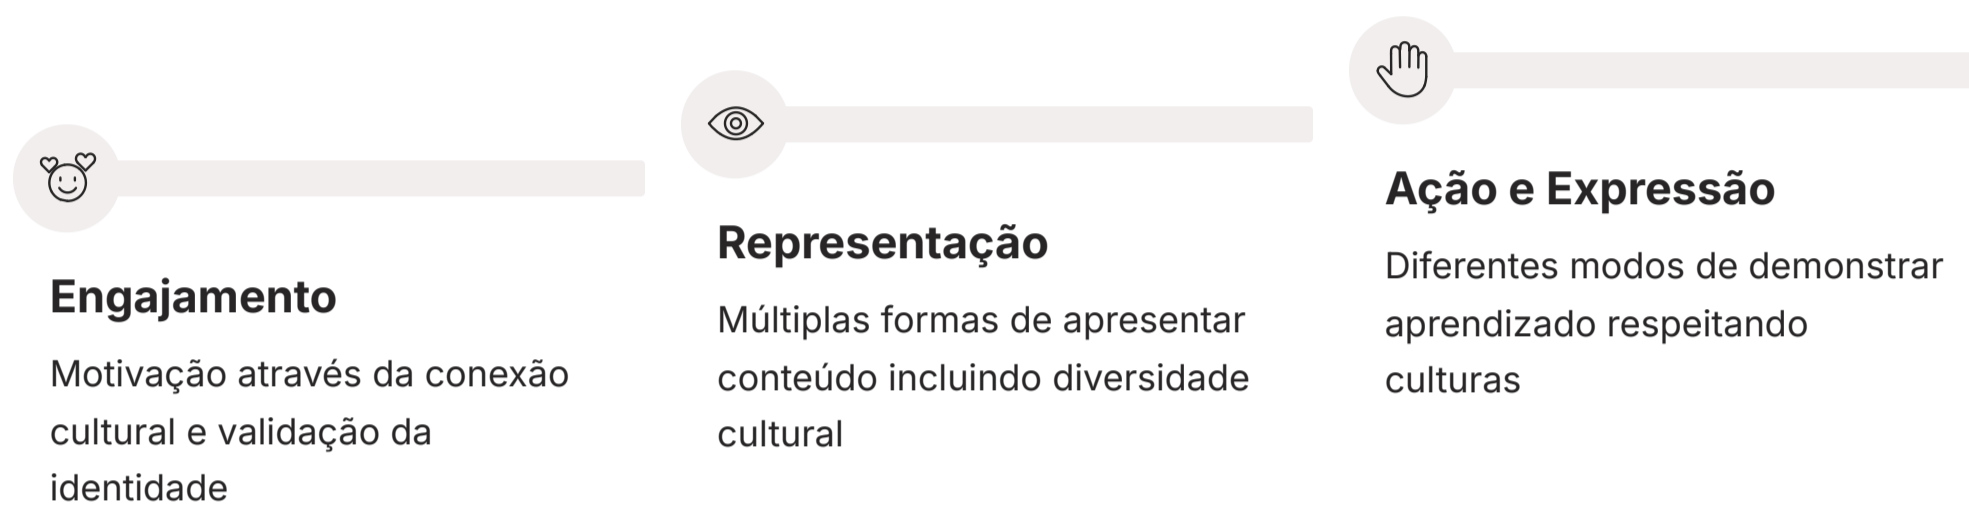 Engajamento
Motivação através da conexão
cultural e validação da
identidade
Representação
Múltiplas formas de apresentar
conteúdo incluindo diversidade
cultural
Ação e Expressão
Diferentes modos de demonstrar
aprendizado respeitando
culturas